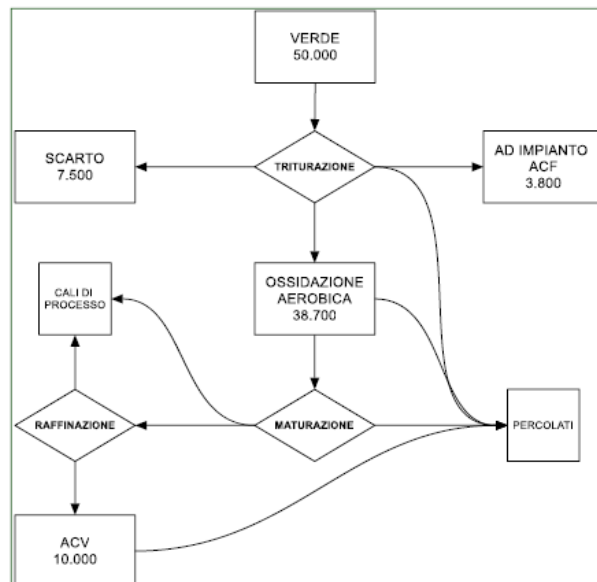 VERDE
50.000
SCARTO
7.500
TRITURAZIONE
AD IMPIANTO
ACF
3.800
CALI DI
PROCESSO
OSSIDAZIONE
AEROBICA
38.700
RAFFINAZIONE
MATURAZIONE
PERCOLATI
ACV
10.000